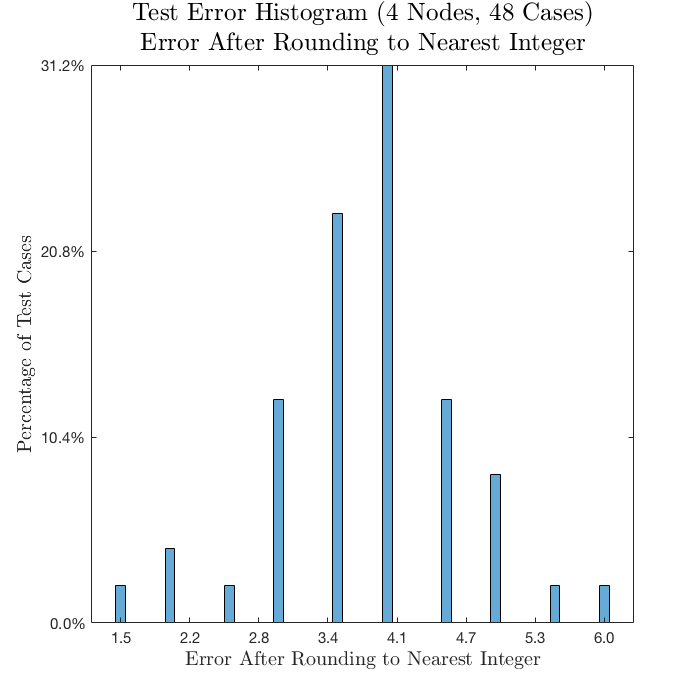 Test Error Histogram (4 Nodes, 48 Cases)
Error After Rounding to Nearest Integer
31.2%
20.8%
10.4%
0.0%
Percentage of Test Cases
1.5 2.2 2.8 3.4 4.1 4.7 5.3 6.0
Error After Rounding to Nearest Integer